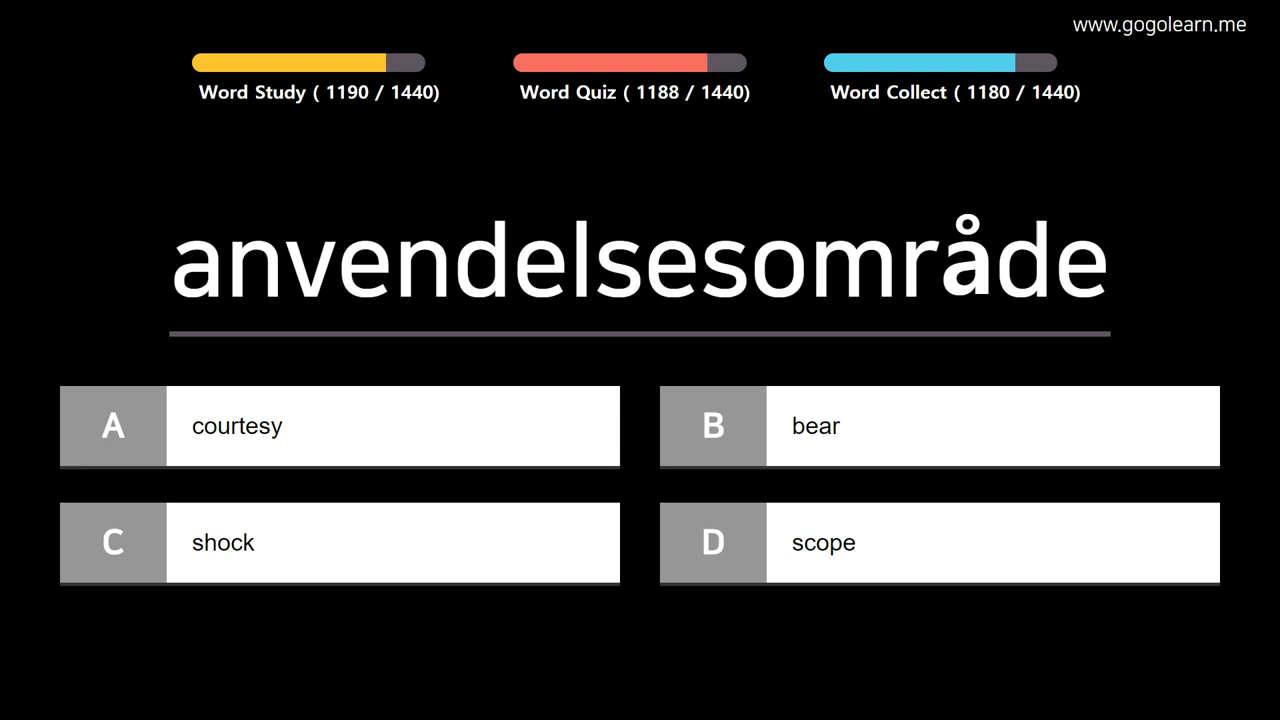 www.gogolearn.me
Word Study ( 1190 / 1440)
Word Quiz ( 1188 / 1440)
Word Collect ( 1180 / 1440)
anvendelsesområde
A courtesy
B bear
C shock
D scope